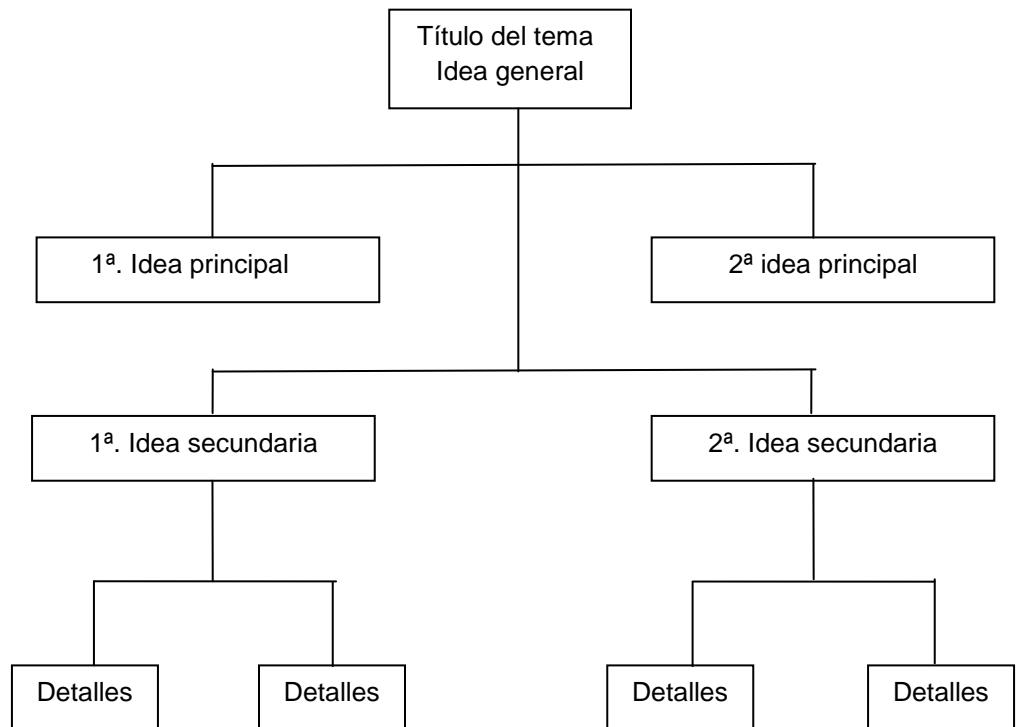 Título del tema
Idea general
1ª. Idea principal
2ª idea principal
1ª. Idea secundaria
2ª. Idea secundaria
Detalles
Detalles
Detalles
Detalles